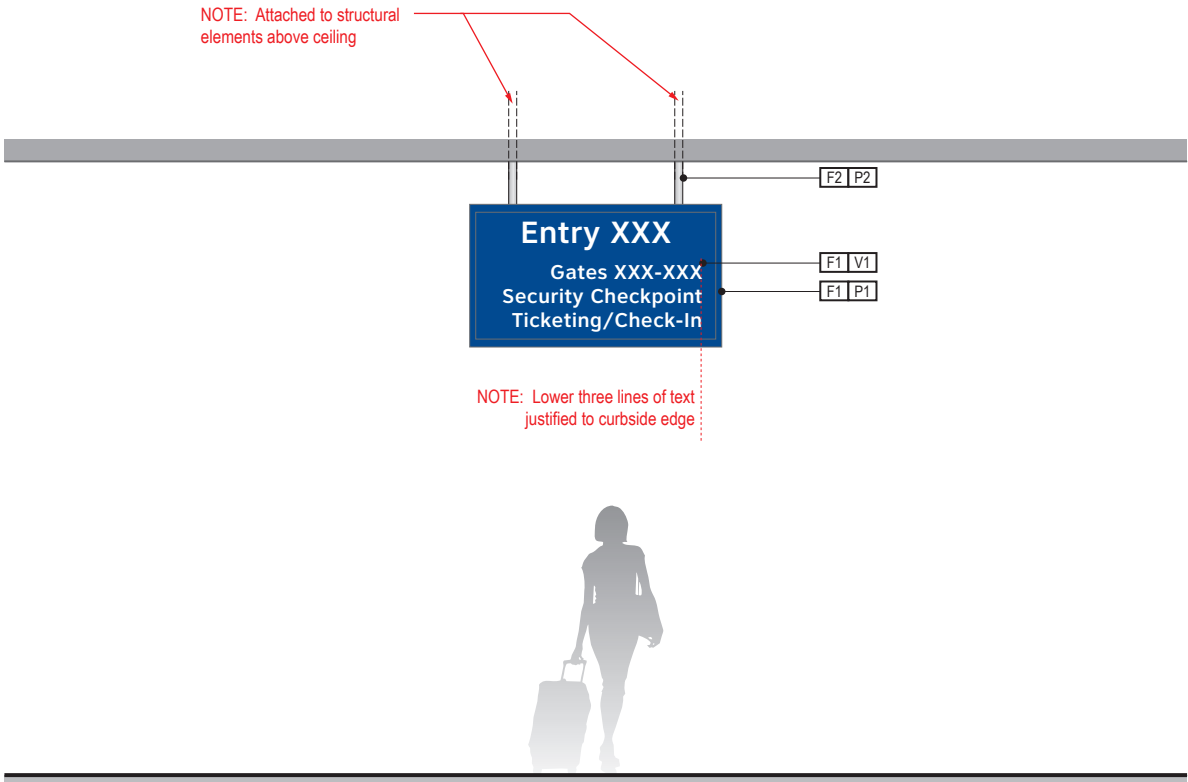 NOTE:  Attached to structural
elements above ceiling
F2 P2
Entry XXX
Gates XXX-XXX
Security Checkpoint
Ticketing/Check-In
F1 V1
F1 P1
NOTE:  Lower three lines of text
justified to curbside edge